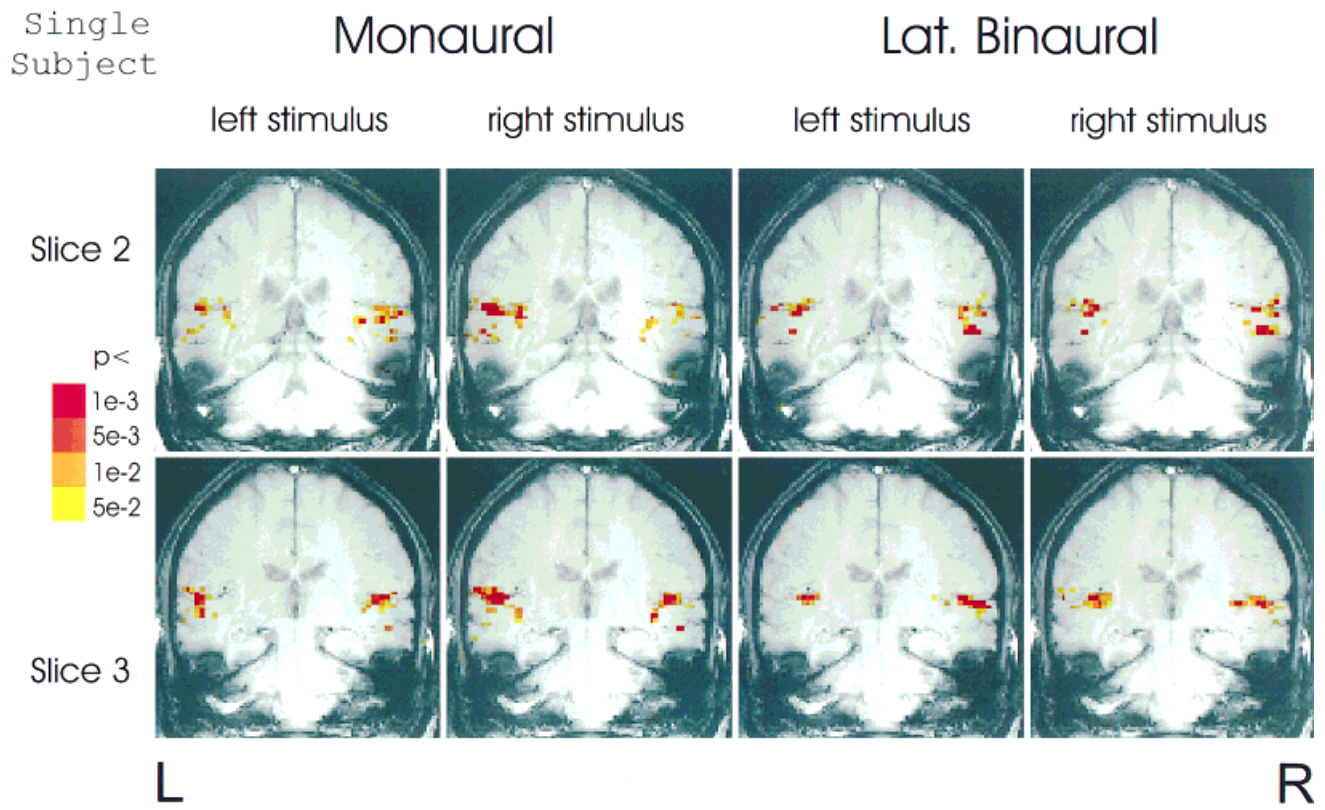 Single
Subject
Monaural
Lat. Binaural
left stimulus
right stimulus
left stimulus
right stimulus
Slice 2
p<
1e-3
5e-3
1e-2
5e-2
Slice 3
L
R